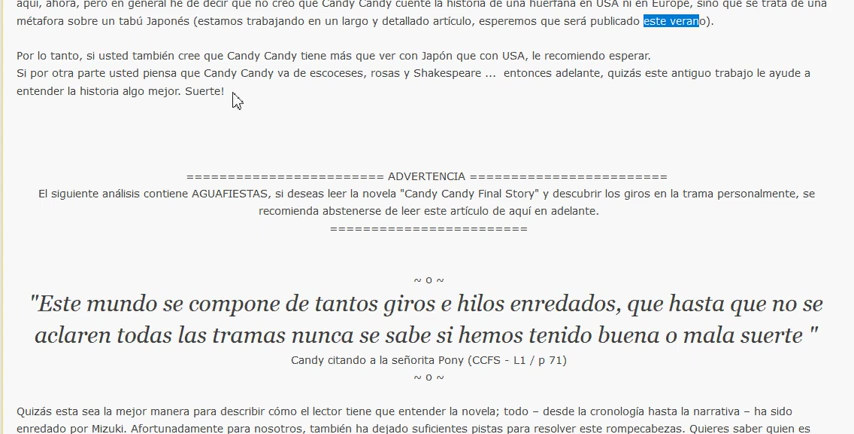 aquí, ahora, pero en general he de decir que no creo que Candy Candy cuente la historia de una huérfana en USA ni en Europe, sino que se trata de una
métafora sobre un tabú Japonés (estamos trabajando en un largo y detallado artículo, esperemos que será publicado este verano).
Por lo tanto, si usted también cree que Candy Candy tiene más que ver con Japón que con USA, le recomiendo esperar.
Si por otra parte usted piensa que Candy Candy va de escoceses, rosas y Shakespeare ... entonces adelante, quizás este antiguo trabajo le ayude a
entender la historia algo mejor. Suerte!
======================== ADVERTENCIA ========================
El siguiente análisis contiene AGUAFIESTAS, si deseas leer la novela "Candy Candy Final Story" y descubrir los giros en la trama personalmente, se
recomienda abstenerse de leer este artículo de aquí en adelante.
========================
~ o ~
"Este mundo se compone de tantos giros e hilos enredados, que hasta que no se
aclaren todas las tramas nunca se sabe si hemos tenido buena o mala suerte "
Candy citando a la señorita Pony (CCFS - L1 / p 71)
~ o ~
Quizás esta sea la mejor manera para describir cómo el lector tiene que entender la novela; todo – desde la cronología hasta la narrativa – ha sido
enredado por Mizuki. Afortunadamente para nosotros, también ha dejado suficientes pistas para resolver este rompecabezas. Quieres saber quien es